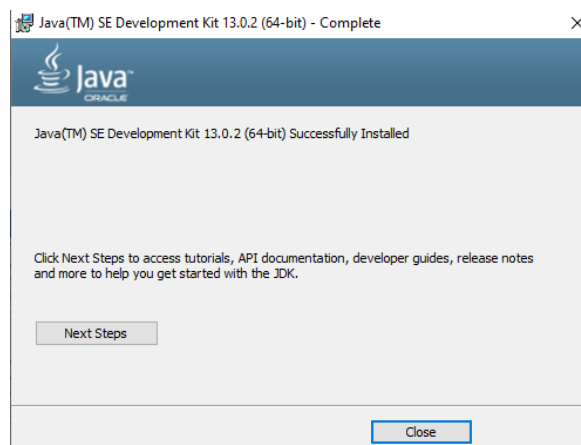 Java(TM) SE Development Kit 13.0.2 (64-bit) - Complete
Java™
ORACLE
Java(TM) SE Development Kit 13.0.2 (64-bit) Successfully Installed
Click Next Steps to access tutorials, API documentation, developer guides, release notes
and more to help you get started with the JDK.
Next Steps
Close